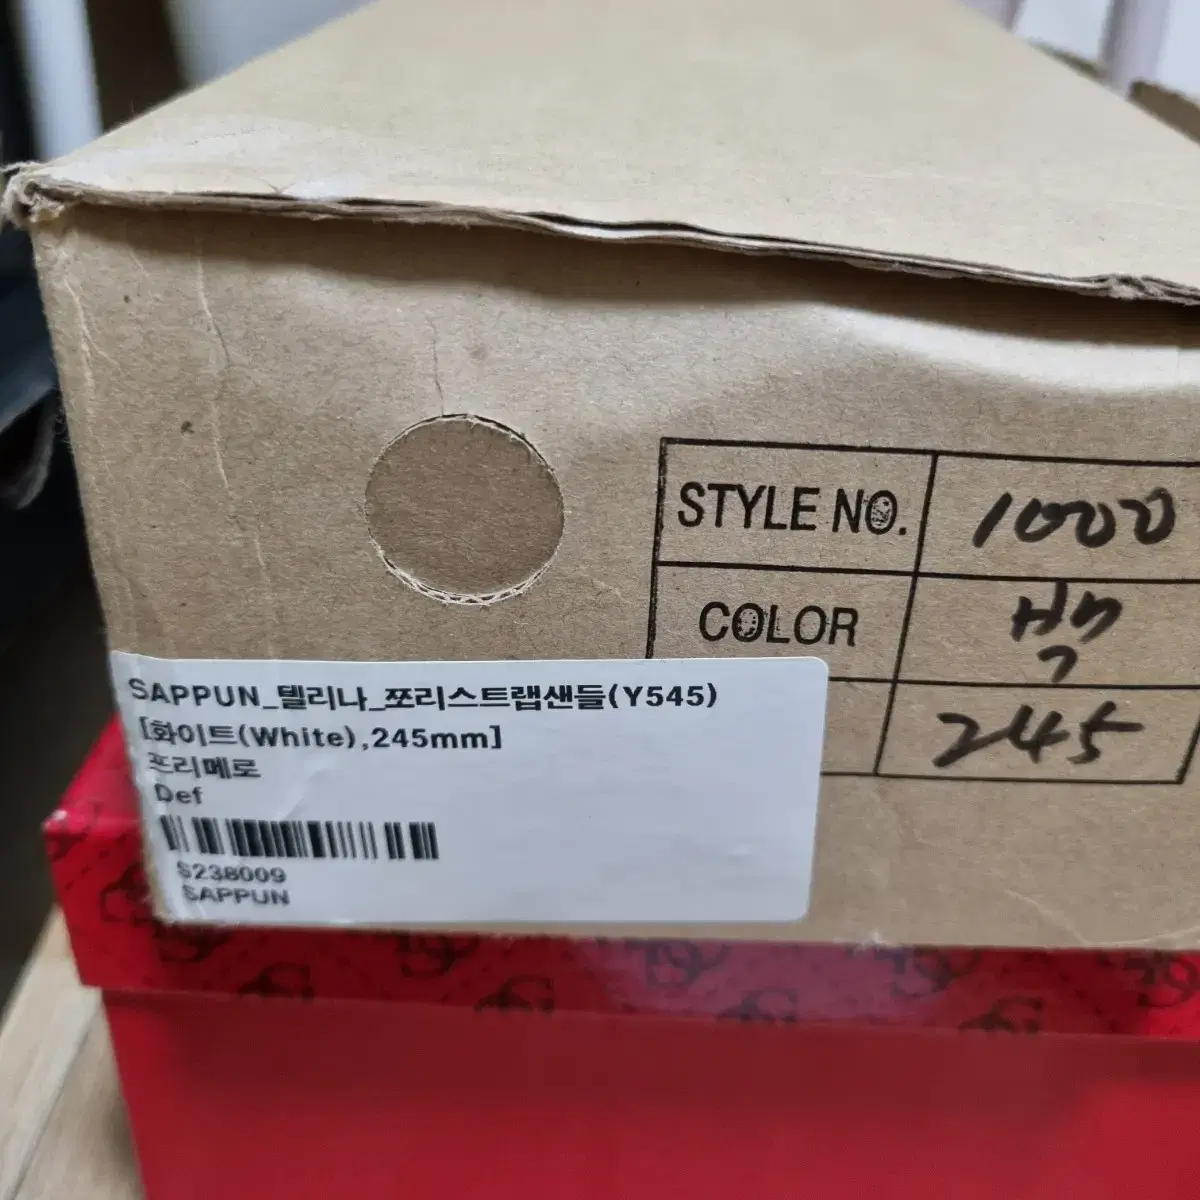 STYLE NO. 1000
COLOR 백
245
SAPPUN_텔리나_쪼리스트랩샌들(Y545)
[화이트(White),245mm]
프리메로
Def
S238009
SAPPUN